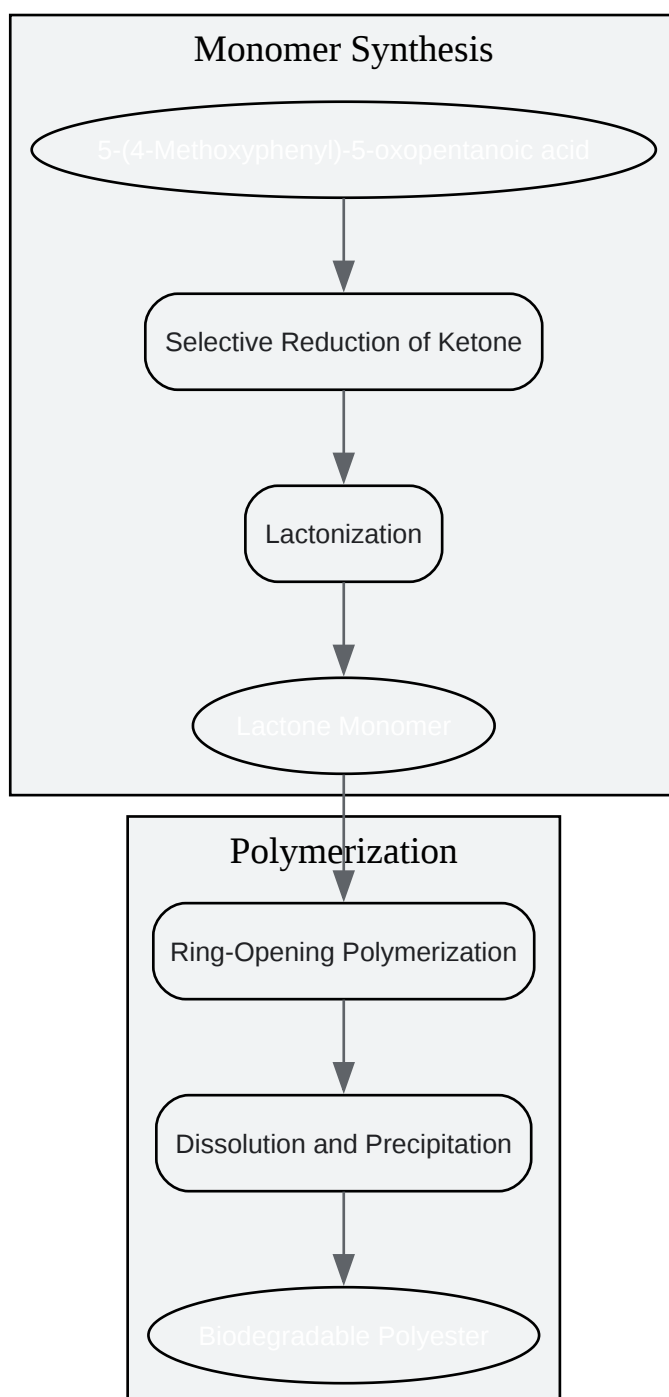 Monomer Synthesis
5-(4-Methoxyphenyl)-5-oxopentanoic acid
Selective Reduction of Ketone
Lactonization
Lactone Monomer
Polymerization
Ring-Opening Polymerization
Dissolution and Precipitation
Biodegradable Polyester